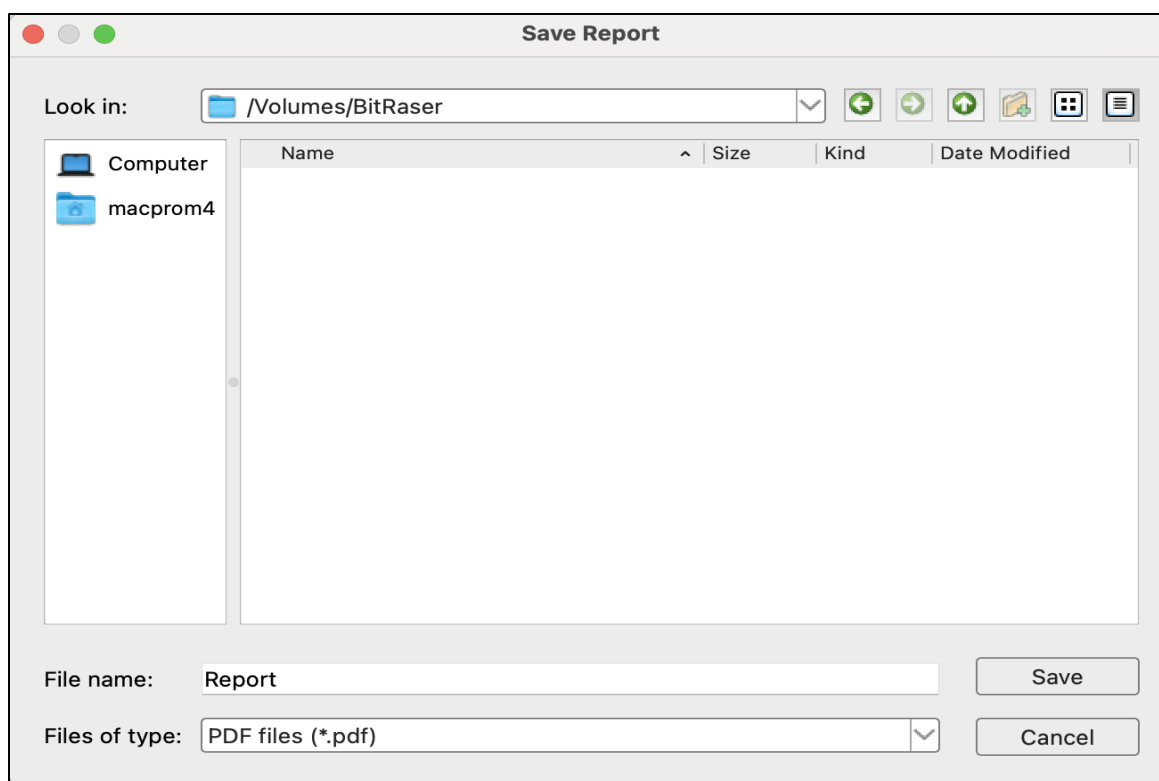 Save Report
Look in: /Volumes/BitRaser
Computer
macprom4
Name Size Kind Date Modified
File name: Report Save
Files of type: PDF files (*.pdf) Cancel